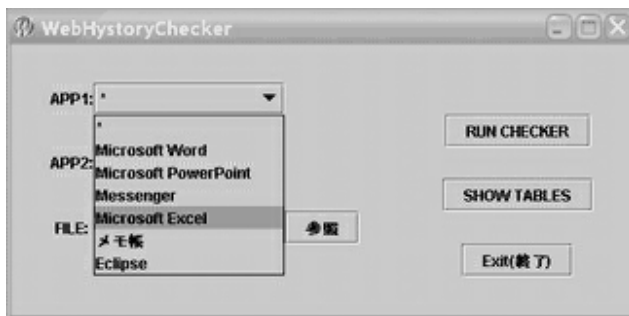 WebHystoryChecker
APP1: *
*
Microsoft Word
Microsoft PowerPoint
Messenger
Microsoft Excel
メモ帳
Eclipse
APP2:
FILE:
参照
RUN CHECKER
SHOW TABLES
Exit(終了)